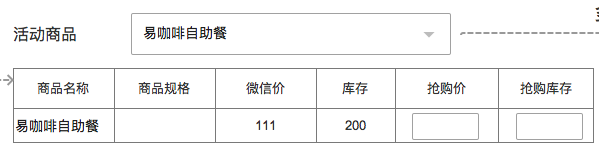 活动商品 易咖啡自助餐
商品名称 商品规格 微信价 库存 抢购价 抢购库存
易咖啡自助餐 111 200